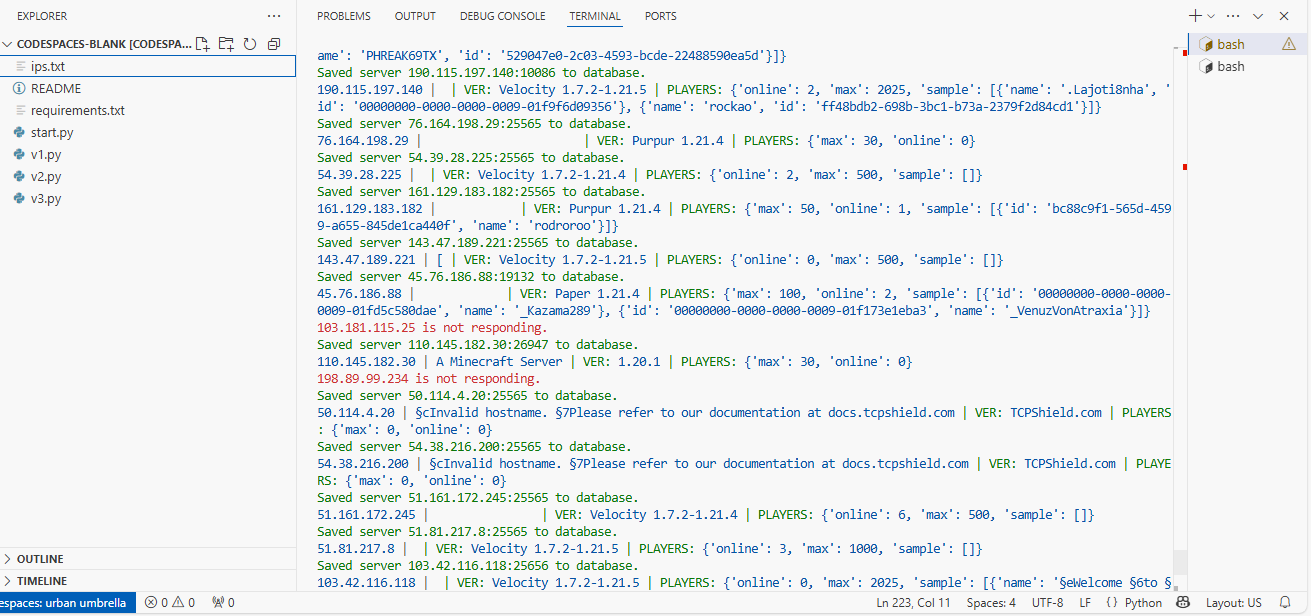 EXPLORER
···
CODESPACES-BLANK [CODESPA...
ips.txt
README
requirements.txt
start.py
v1.py
v2.py
v3.py
OUTLINE
TIMELINE
PROBLEMS OUTPUT DEBUG CONSOLE TERMINAL PORTS
ame': 'PHREAK69TX', 'id': '529047e0-2c03-4593-bcde-22488590ea5d'}]}
Saved server 190.115.197.140:10086 to database.
190.115.197.140 |  | VER: Velocity 1.7.2-1.21.5 | PLAYERS: {'online': 2, 'max': 2025, 'sample': [{'name': '.Lajoti8nha', '
id': '00000000-0000-0000-0009-01f9f6d09356'}, {'name': 'rockao', 'id': 'ff48bdb2-698b-3bc1-b73a-2379f2d84cd1'}]}
Saved server 76.164.198.29:25565 to database.
76.164.198.29 | | VER: Purpur 1.21.4 | PLAYERS: {'max': 30, 'online': 0}
Saved server 54.39.28.225:25565 to database.
54.39.28.225 |  | VER: Velocity 1.7.2-1.21.4 | PLAYERS: {'online': 2, 'max': 500, 'sample': []}
Saved server 161.129.183.182:25565 to database.
161.129.183.182 | | VER: Purpur 1.21.4 | PLAYERS: {'max': 50, 'online': 1, 'sample': [{'id': 'bc88c9f1-565d-459
9-a655-845de1ca440f', 'name': 'rodroroo'}]}
Saved server 143.47.189.221:25565 to database.
143.47.189.221 | [ | VER: Velocity 1.7.2-1.21.5 | PLAYERS: {'online': 0, 'max': 500, 'sample': []}
Saved server 45.76.186.88:19132 to database.
45.76.186.88 | | VER: Paper 1.21.4 | PLAYERS: {'max': 100, 'online': 2, 'sample': [{'id': '00000000-0000-0000-
0009-01fd5c580dae', 'name': '_Kazama289'}, {'id': '00000000-0000-0000-0009-01f173e1eba3', 'name': '_VenuzVonAtraxia'}]}
103.181.115.25 is not responding.
Saved server 110.145.182.30:26947 to database.
110.145.182.30 | A Minecraft Server | VER: 1.20.1 | PLAYERS: {'max': 30, 'online': 0}
198.89.99.234 is not responding.
Saved server 50.114.4.20:25565 to database.
50.114.4.20 | §cInvalid hostname. §7Please refer to our documentation at docs.tcpshield.com | VER: TCPShield.com | PLAYERS
: {'max': 0, 'online': 0}
Saved server 54.38.216.200:25565 to database.
54.38.216.200 | §cInvalid hostname. §7Please refer to our documentation at docs.tcpshield.com | VER: TCPShield.com | PLAYE
RS: {'max': 0, 'online': 0}
Saved server 51.161.172.245:25565 to database.
51.161.172.245 | | VER: Velocity 1.7.2-1.21.4 | PLAYERS: {'online': 6, 'max': 500, 'sample': []}
Saved server 51.81.217.8:25565 to database.
51.81.217.8 |  | VER: Velocity 1.7.2-1.21.5 | PLAYERS: {'online': 3, 'max': 1000, 'sample': []}
Saved server 103.42.116.118:25656 to database.
103.42.116.118 |  | VER: Velocity 1.7.2-1.21.5 | PLAYERS: {'online': 0, 'max': 2025, 'sample': [{'name': '§eWelcome §6to §
bash
bash
espaces: urban umbrella
0 0 0
Ln 223, Col 11 Spaces: 4 UTF-8 LF {} Python Layout: US